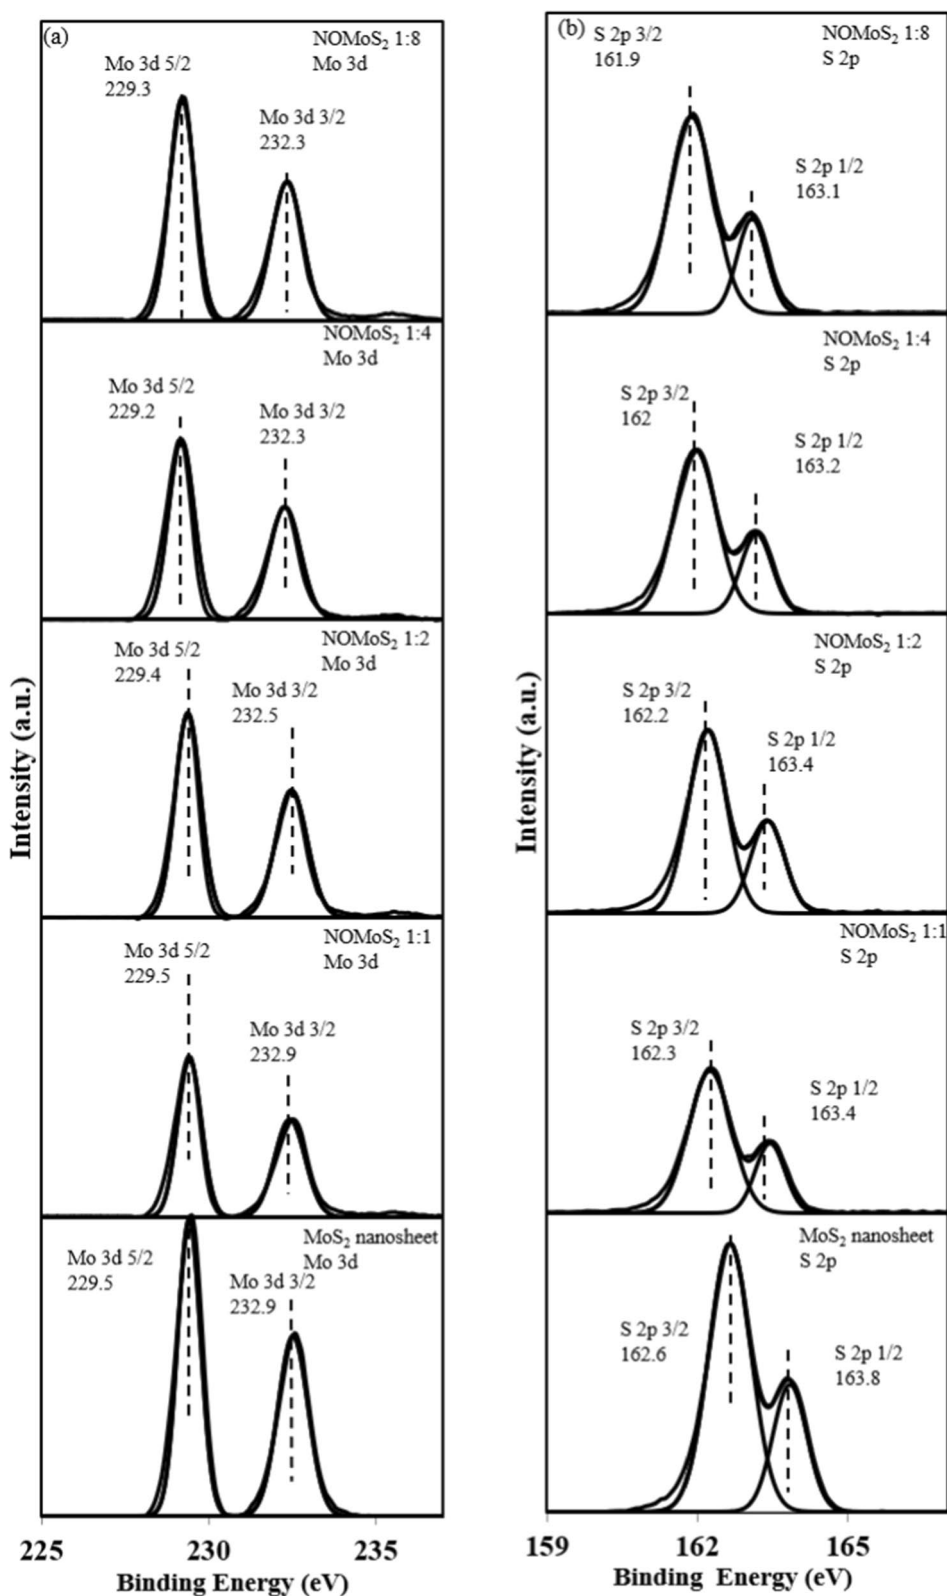 (a)
NOMoS₂ 1:8
Mo 3d
Mo 3d 5/2
229.3
Mo 3d 3/2
232.3
NOMoS₂ 1:4
Mo 3d
Mo 3d 5/2
229.2
Mo 3d 3/2
232.3
NOMoS₂ 1:2
Mo 3d
Mo 3d 5/2
229.4
Mo 3d 3/2
232.5
NOMoS₂ 1:1
Mo 3d
Mo 3d 5/2
229.5
Mo 3d 3/2
232.9
MoS₂ nanosheet
Mo 3d
Mo 3d 5/2
229.5
Mo 3d 3/2
232.9
Intensity (a.u.)
225 230 235
Binding Energy (eV)
(b)
S 2p 3/2
161.9
NOMoS₂ 1:8
S 2p
S 2p 1/2
163.1
NOMoS₂ 1:4
S 2p
S 2p 3/2
162
S 2p 1/2
163.2
NOMoS₂ 1:2
S 2p
S 2p 3/2
162.2
S 2p 1/2
163.4
NOMoS₂ 1:1
S 2p
S 2p 3/2
162.3
S 2p 1/2
163.4
MoS₂ nanosheet
S 2p
S 2p 3/2
162.6
S 2p 1/2
163.8
Intensity (a.u.)
159 162 165
Binding Energy (eV)